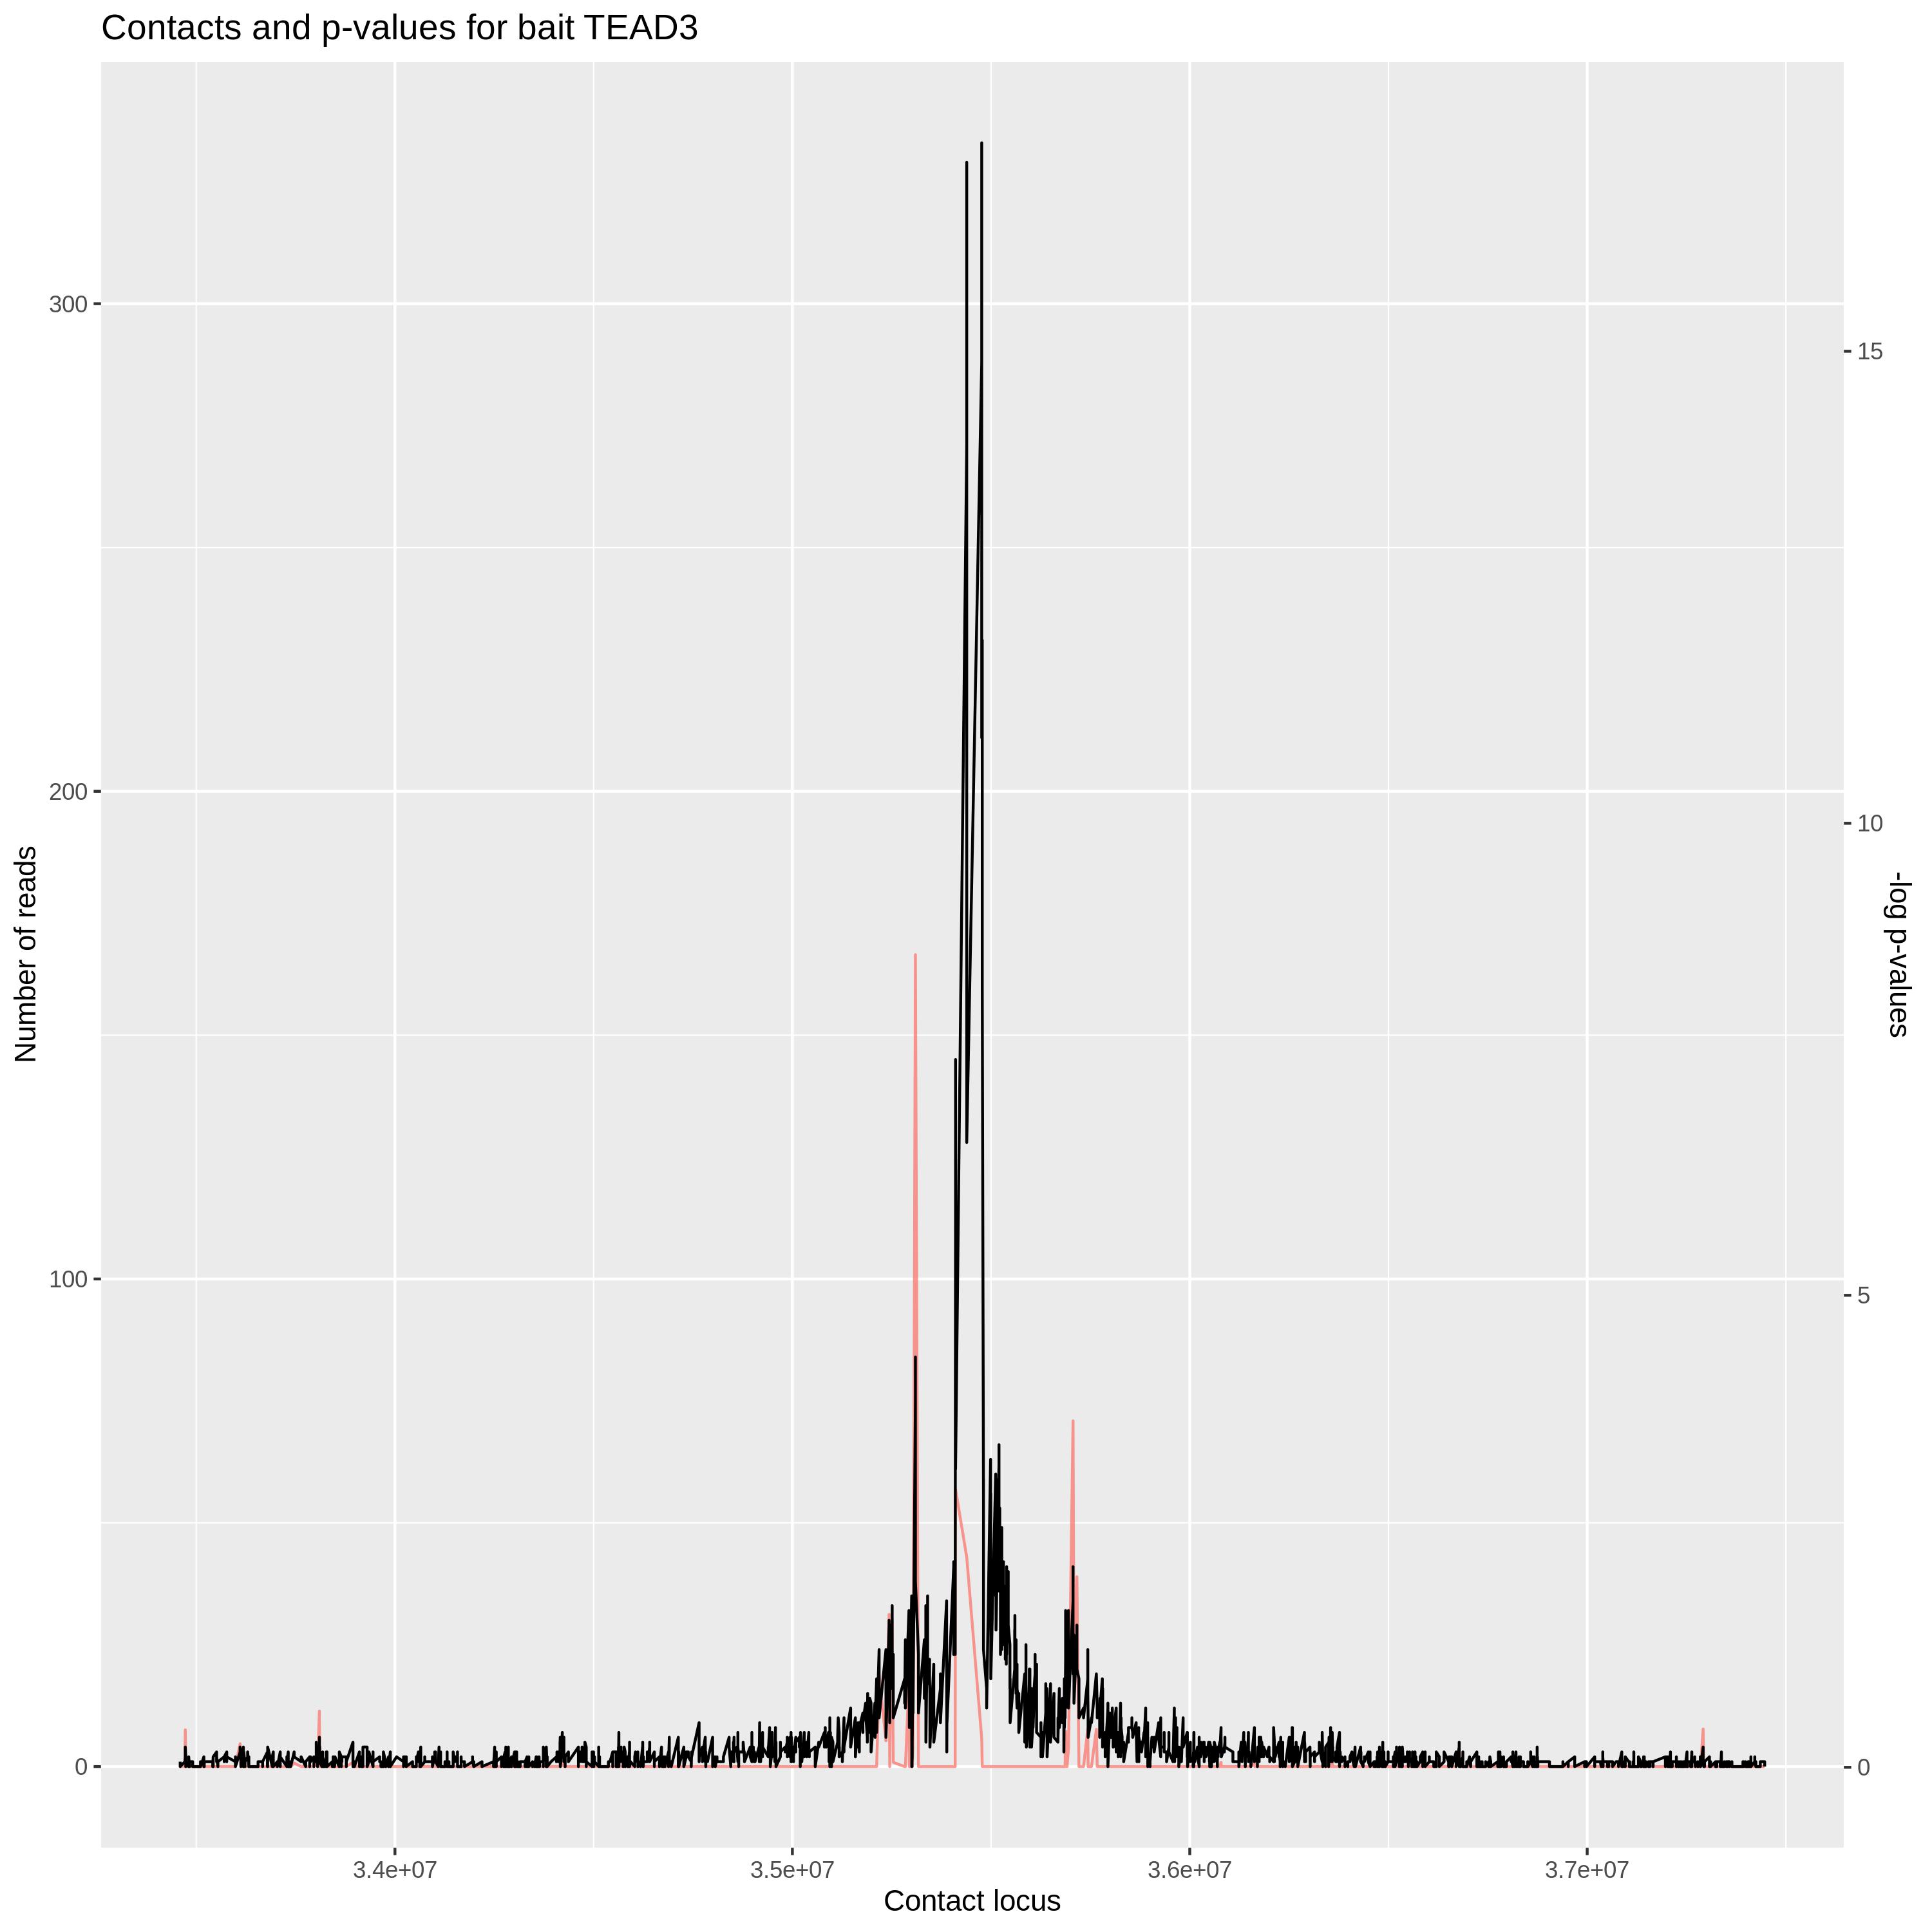 Contacts and p-values for bait TEAD3
300
200
100
0
Number of reads
15
10
5
0
-log p-values
3.4e+07 3.5e+07 3.6e+07 3.7e+07
Contact locus